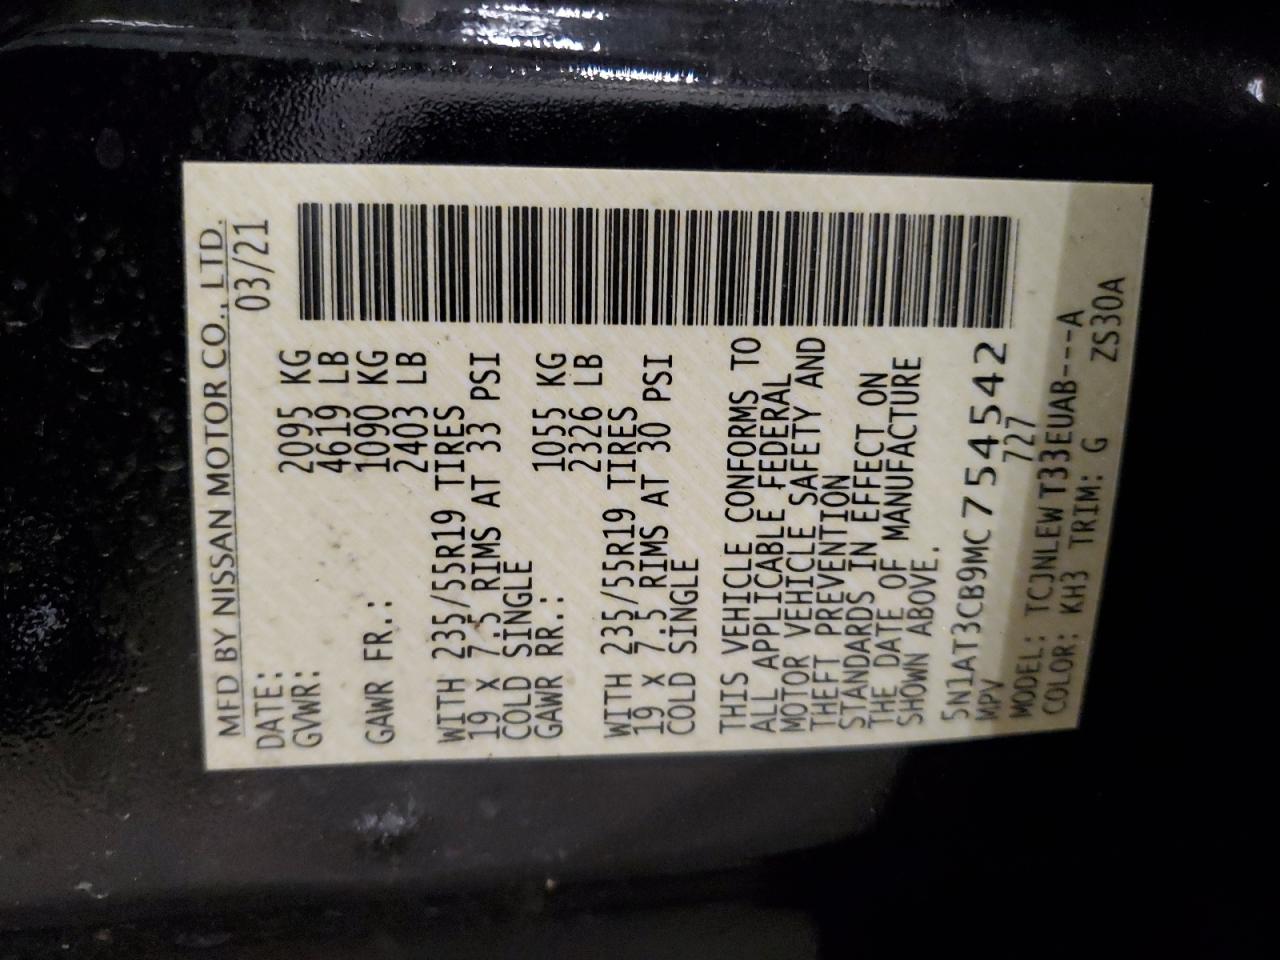 MFD BY NISSAN MOTOR CO., LTD.
DATE: 03/21
GVWR: 2095 KG
4619 LB
GAWR FR.: 1090 KG
2403 LB
WITH 235/55R19 TIRES
19 X 7.5 RIMS AT 33 PSI
COLD SINGLE
GAWR RR.: 1055 KG
2326 LB
WITH 235/55R19 TIRES
19 X 7.5 RIMS AT 30 PSI
COLD SINGLE
THIS VEHICLE CONFORMS TO
ALL APPLICABLE FEDERAL
MOTOR VEHICLE SAFETY AND
THEFT PREVENTION
STANDARDS IN EFFECT ON
THE DATE OF MANUFACTURE
SHOWN ABOVE.
5N1AT3CB9MC754542
MPV 727
MODEL: TCJNLEWT33EUAB---A
COLOR: KH3 TRIM: G ZS30A